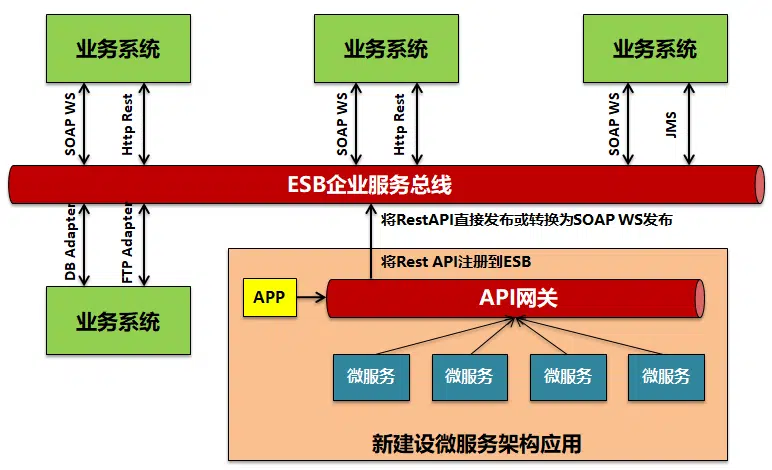 业务系统
业务系统
业务系统
SOAP WS
Http Rest
SOAP WS
Http Rest
SOAP WS
JMS
ESB企业服务总线
DB Adapter
FTP Adapter
将RestAPI直接发布或转换为SOAP WS发布
将Rest API注册到ESB
业务系统
APP
API网关
微服务
微服务
微服务
微服务
新建设微服务架构应用